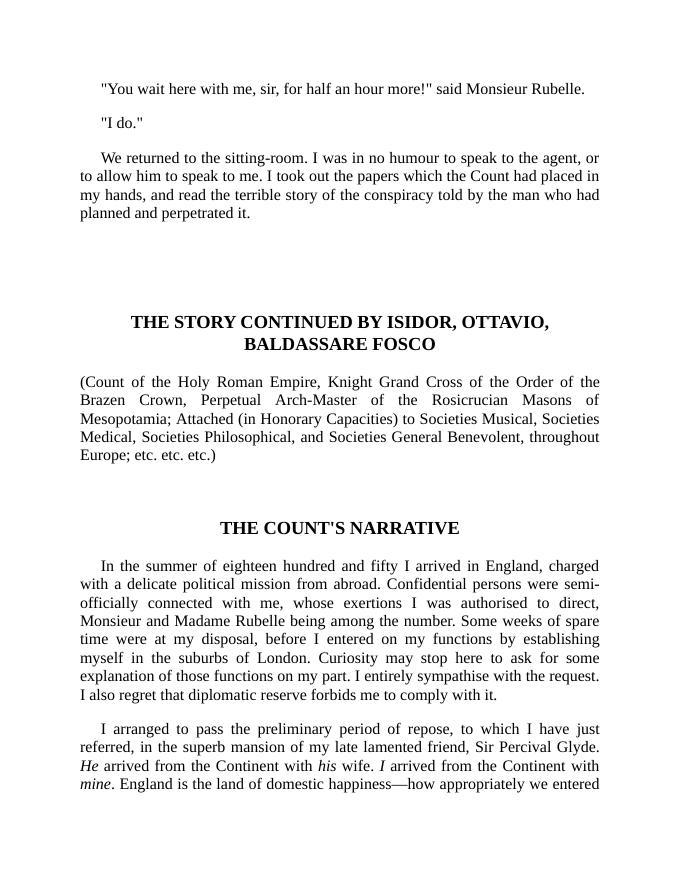 "You wait here with me, sir, for half an hour more!" said Monsieur Rubelle.
"I do."
We returned to the sitting-room. I was in no humour to speak to the agent, or
to allow him to speak to me. I took out the papers which the Count had placed in
my hands, and read the terrible story of the conspiracy told by the man who had
planned and perpetrated it.
THE STORY CONTINUED BY ISIDOR, OTTAVIO,
BALDASSARE FOSCO
(Count of the Holy Roman Empire, Knight Grand Cross of the Order of the
Brazen Crown, Perpetual Arch-Master of the Rosicrucian Masons of
Mesopotamia; Attached (in Honorary Capacities) to Societies Musical, Societies
Medical, Societies Philosophical, and Societies General Benevolent, throughout
Europe; etc. etc. etc.)
THE COUNT'S NARRATIVE
In the summer of eighteen hundred and fifty I arrived in England, charged
with a delicate political mission from abroad. Confidential persons were semi-
officially connected with me, whose exertions I was authorised to direct,
Monsieur and Madame Rubelle being among the number. Some weeks of spare
time were at my disposal, before I entered on my functions by establishing
myself in the suburbs of London. Curiosity may stop here to ask for some
explanation of those functions on my part. I entirely sympathise with the request.
I also regret that diplomatic reserve forbids me to comply with it.
I arranged to pass the preliminary period of repose, to which I have just
referred, in the superb mansion of my late lamented friend, Sir Percival Glyde.
He arrived from the Continent with his wife. I arrived from the Continent with
mine. England is the land of domestic happiness—how appropriately we entered